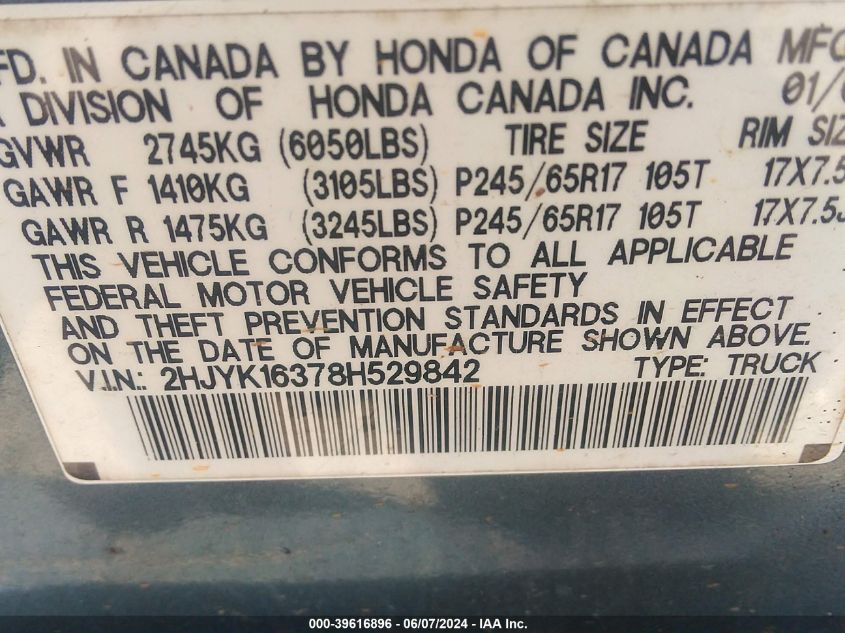 FD. IN CANADA BY HONDA OF CANADA MFG
A DIVISION OF HONDA CANADA INC. 01/
GVWR 2745KG (6050LBS) TIRE SIZE RIM SIZ
GAWR F 1410KG (3105LBS) P245/65R17 105T 17X7.5
GAWR R 1475KG (3245LBS) P245/65R17 105T 17X7.5J
THIS VEHICLE CONFORMS TO ALL APPLICABLE
FEDERAL MOTOR VEHICLE SAFETY
AND THEFT PREVENTION STANDARDS IN EFFECT
ON THE DATE OF MANUFACTURE SHOWN ABOVE.
V.I.N.: 2HJYK16378H529842 TYPE: TRUCK
000-39616896 - 06/07/2024 - IAA Inc.